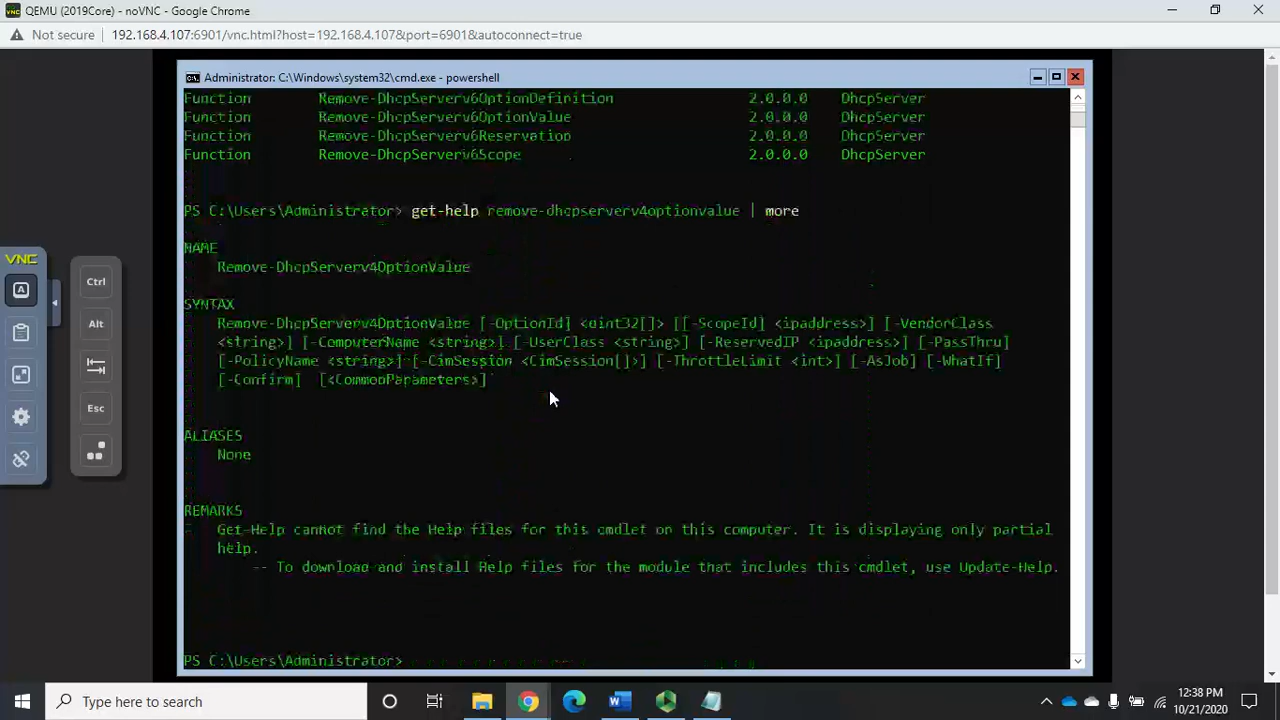 QEMU (2019Core) - noVNC - Google Chrome
Not secure 192.168.4.107:6901/vnc.html?host=192.168.4.107&port=6901&autoconnect=true
Administrator: C:\Windows\system32\cmd.exe - powershell
Function Remove-DhcpServerv6OptionDefinition 2.0.0.0 DhcpServer
Function Remove-DhcpServerv6OptionValue 2.0.0.0 DhcpServer
Function Remove-DhcpServerv6Reservation 2.0.0.0 DhcpServer
Function Remove-DhcpServerv6Scope 2.0.0.0 DhcpServer
PS C:\Users\Administrator> get-help remove-dhcpserverv4optionvalue | more
NAME
Remove-DhcpServerv4OptionValue
SYNTAX
Remove-DhcpServerv4OptionValue [-OptionId] <uint32[]> [[-ScopeId] <ipaddress>] [-VendorClass
<string>] [-ComputerName <string>] [-UserClass <string>] [-ReservedIP <ipaddress>] [-PassThru]
[-PolicyName <string>] [-CimSession <CimSession[]>] [-ThrottleLimit <int>] [-AsJob] [-WhatIf]
[-Confirm] [<CommonParameters>]
ALIASES
None
REMARKS
Get-Help cannot find the Help files for this cmdlet on this computer. It is displaying only partial
help.
-- To download and install Help files for the module that includes this cmdlet, use Update-Help.
PS C:\Users\Administrator>
VNC
A
Ctrl
Alt
Esc
Type here to search
12:38 PM
10/21/2020